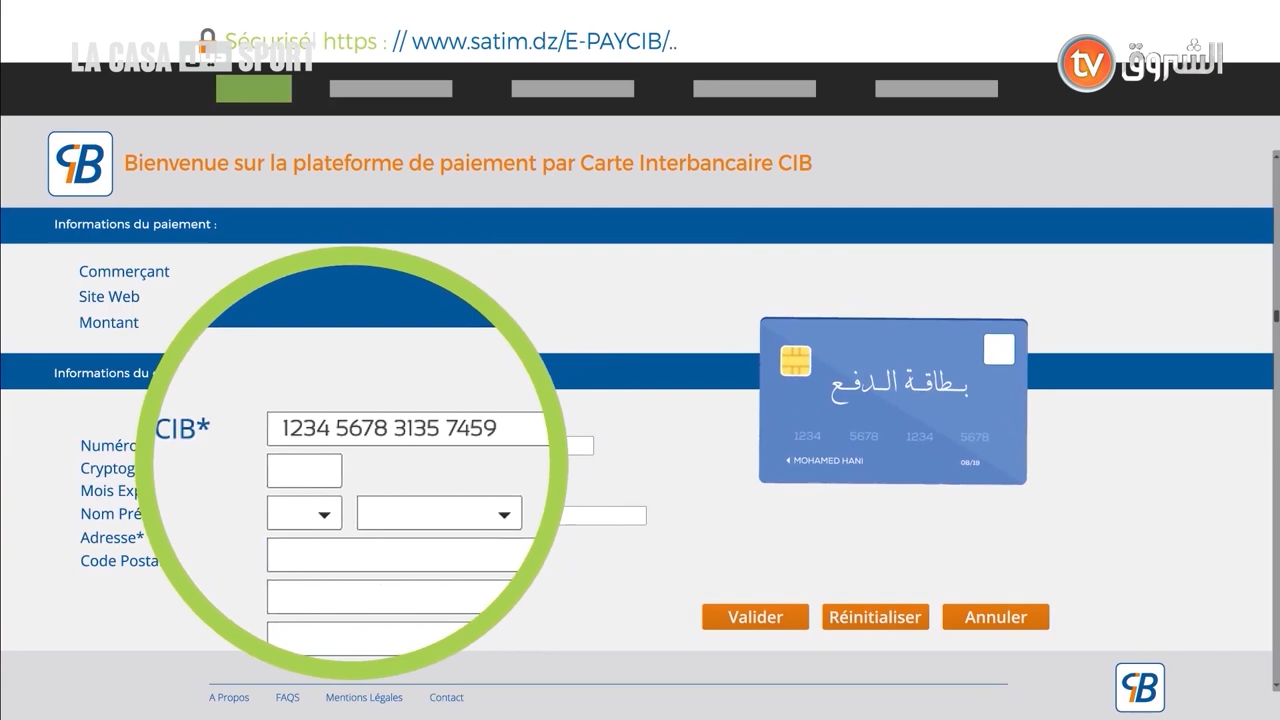 Sécurisé https : // www.satim.dz/E-PAYCIB/..
LA CASA SPORT
tv الشروق
CIB
Bienvenue sur la plateforme de paiement par Carte Interbancaire CIB
Informations du paiement :
Commerçant
Site Web
Montant
Informations du
CIB*
1234 5678 3135 7459
Numéro
Cryptog
Mois Exp
Nom Pré
Adresse*
Code Posta
بطاقة الدفع
1234 5678 1234 5678
MOHAMED HANI 08/19
Valider Réinitialiser Annuler
A Propos FAQS Mentions Légales Contact
CIB